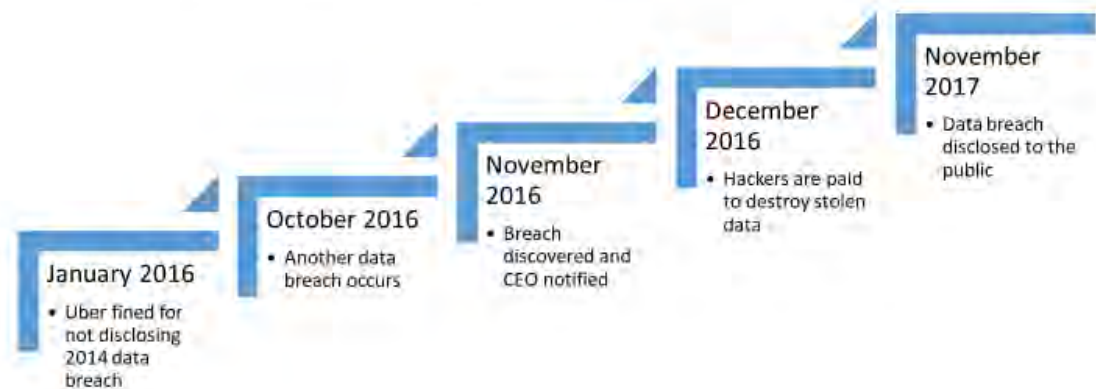 January 2016
• Uber fined for
not disclosing
2014 data
breach
October 2016
• Another data
breach occurs
November
2016
• Breach
discovered and
CEO notified
December
2016
• Hackers are paid
to destroy stolen
data
November
2017
• Data breach
disclosed to the
public